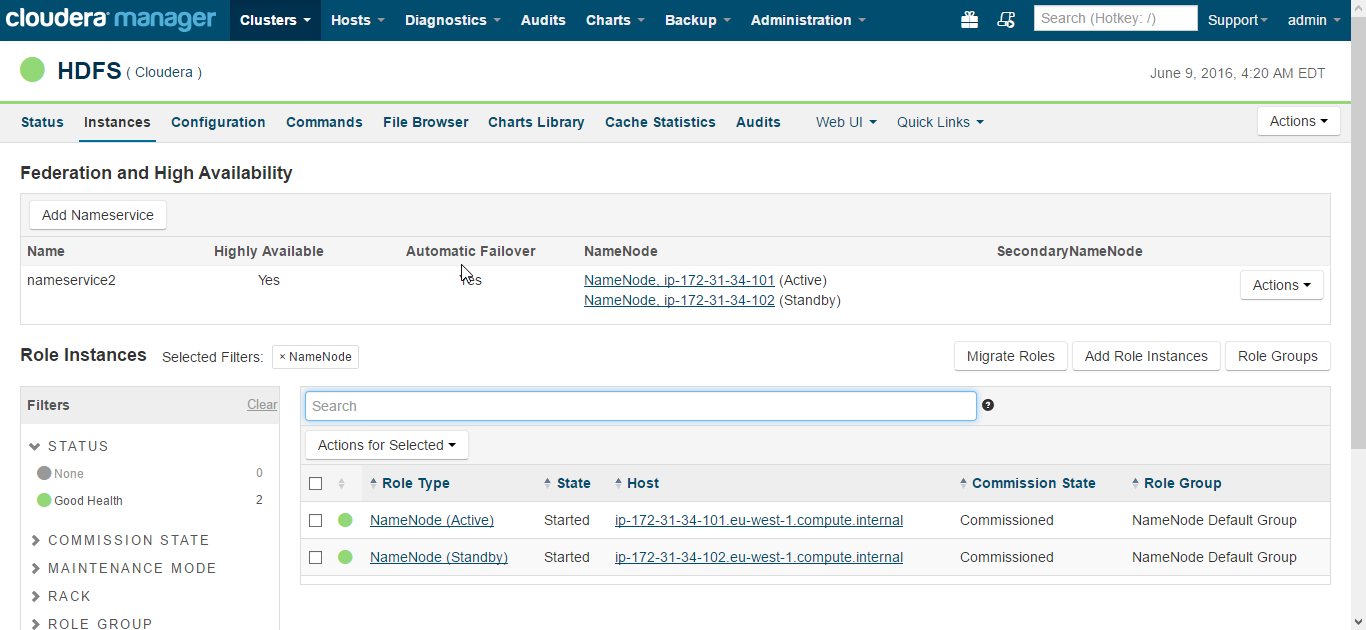 cloudera manager Clusters Hosts Diagnostics Audits Charts Backup Administration Search (Hotkey: /) Support admin
HDFS ( Cloudera ) June 9, 2016, 4:20 AM EDT
Status Instances Configuration Commands File Browser Charts Library Cache Statistics Audits Web UI Quick Links Actions
Federation and High Availability
Add Nameservice
Name Highly Available Automatic Failover NameNode SecondaryNameNode
nameservice2 Yes Yes NameNode, ip-172-31-34-101 (Active) Actions
NameNode, ip-172-31-34-102 (Standby)
Role Instances Selected Filters: × NameNode Migrate Roles Add Role Instances Role Groups
Filters Clear Search ?
Actions for Selected
STATUS
None 0
Good Health 2
COMMISSION STATE
MAINTENANCE MODE
RACK
ROLE GROUP
Role Type State Host Commission State Role Group
NameNode (Active) Started ip-172-31-34-101.eu-west-1.compute.internal Commissioned NameNode Default Group
NameNode (Standby) Started ip-172-31-34-102.eu-west-1.compute.internal Commissioned NameNode Default Group